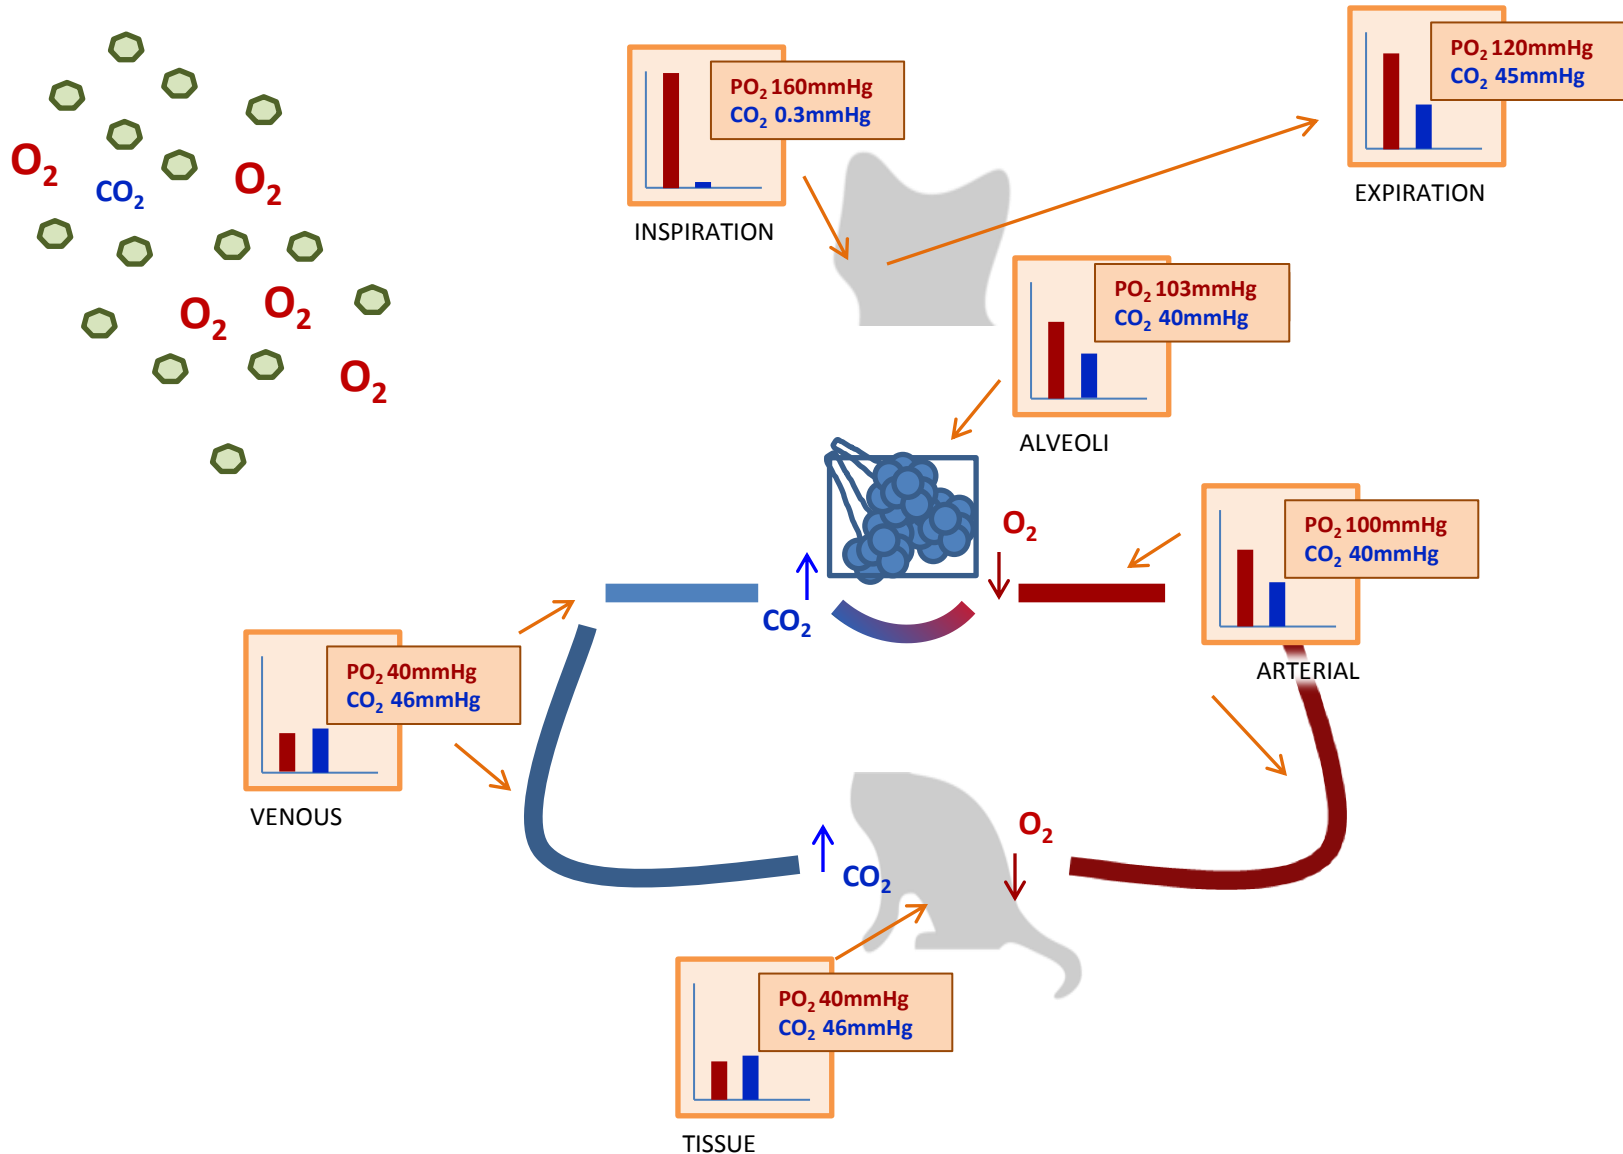 PO₂ 160mmHg
CO₂ 0.3mmHg
INSPIRATION
PO₂ 120mmHg
CO₂ 45mmHg
EXPIRATION
O₂
CO₂
O₂
O₂
O₂
O₂
PO₂ 103mmHg
CO₂ 40mmHg
ALVEOLI
O₂
CO₂
PO₂ 100mmHg
CO₂ 40mmHg
ARTERIAL
PO₂ 40mmHg
CO₂ 46mmHg
VENOUS
O₂
CO₂
PO₂ 40mmHg
CO₂ 46mmHg
TISSUE